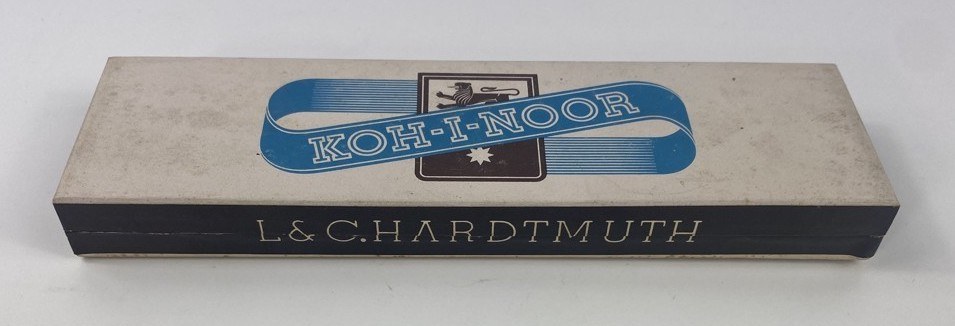 KOH-I-NOOR
L & C. HARDTMUTH